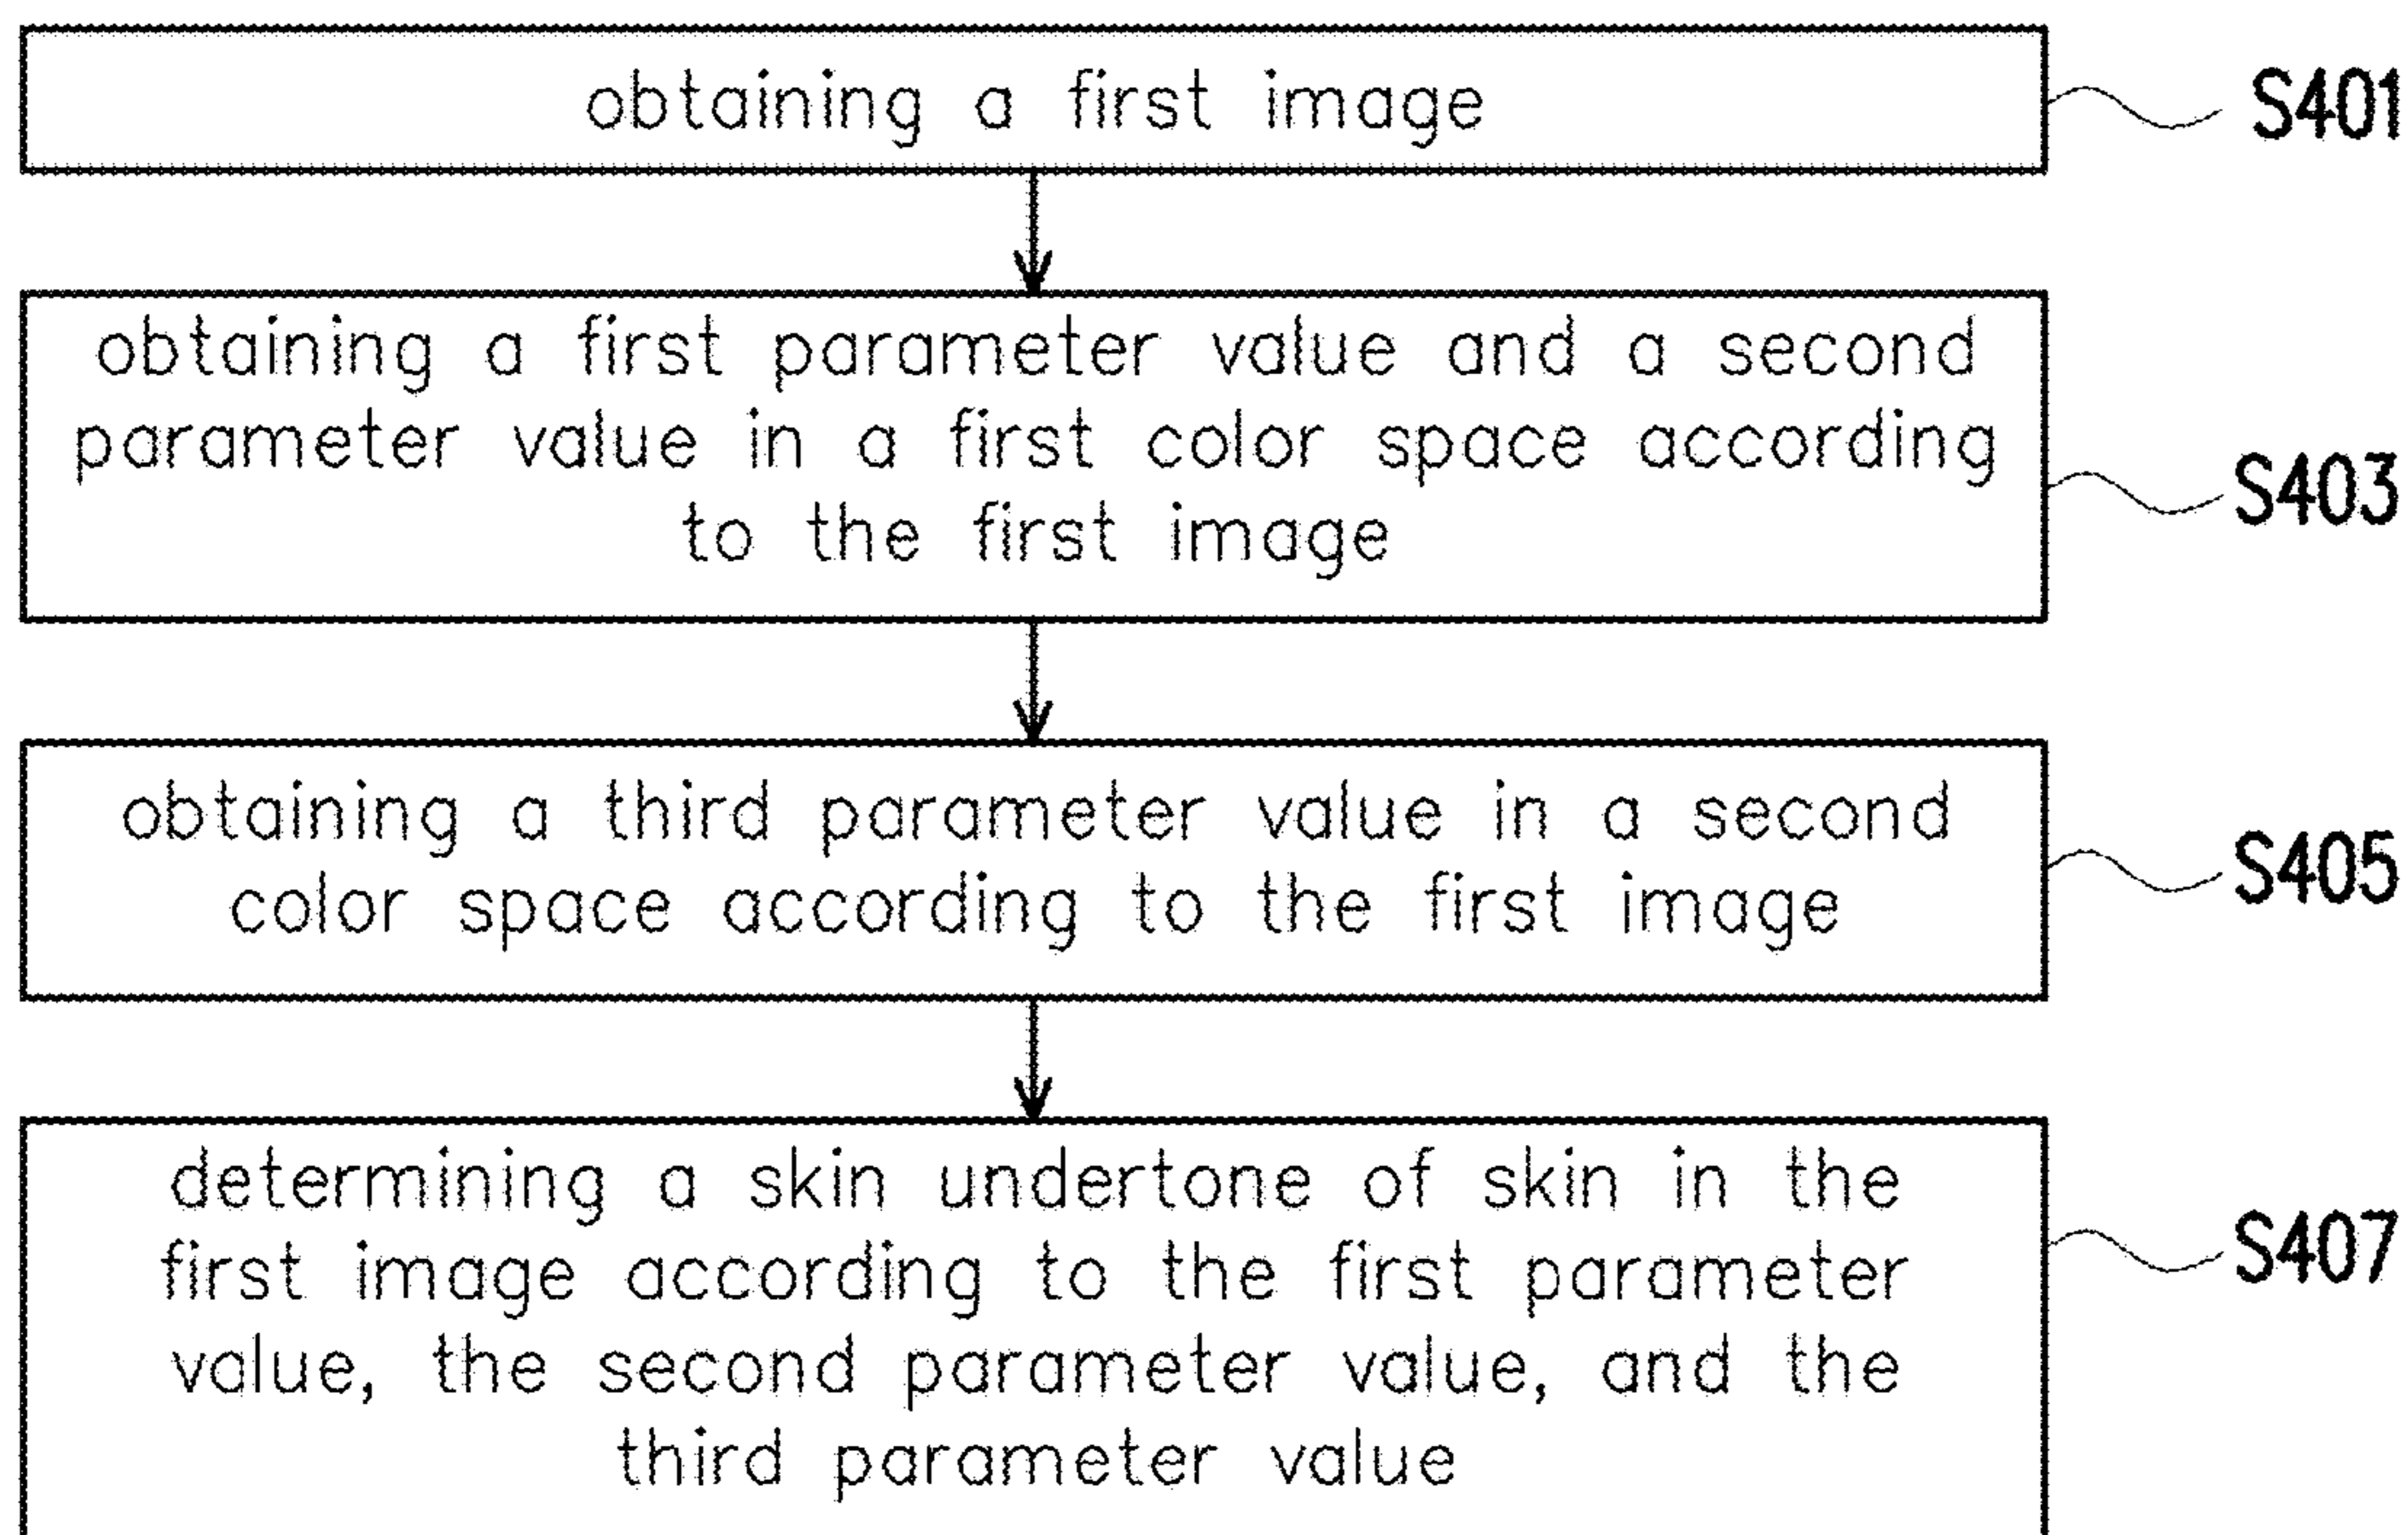 obtaining a first image
S401
obtaining a first parameter value and a second
parameter value in a first color space according
to the first image
S403
obtaining a third parameter value in a second
color space according to the first image
S405
determining a skin undertone of skin in the
first image according to the first parameter
value, the second parameter value, and the
third parameter value
S407